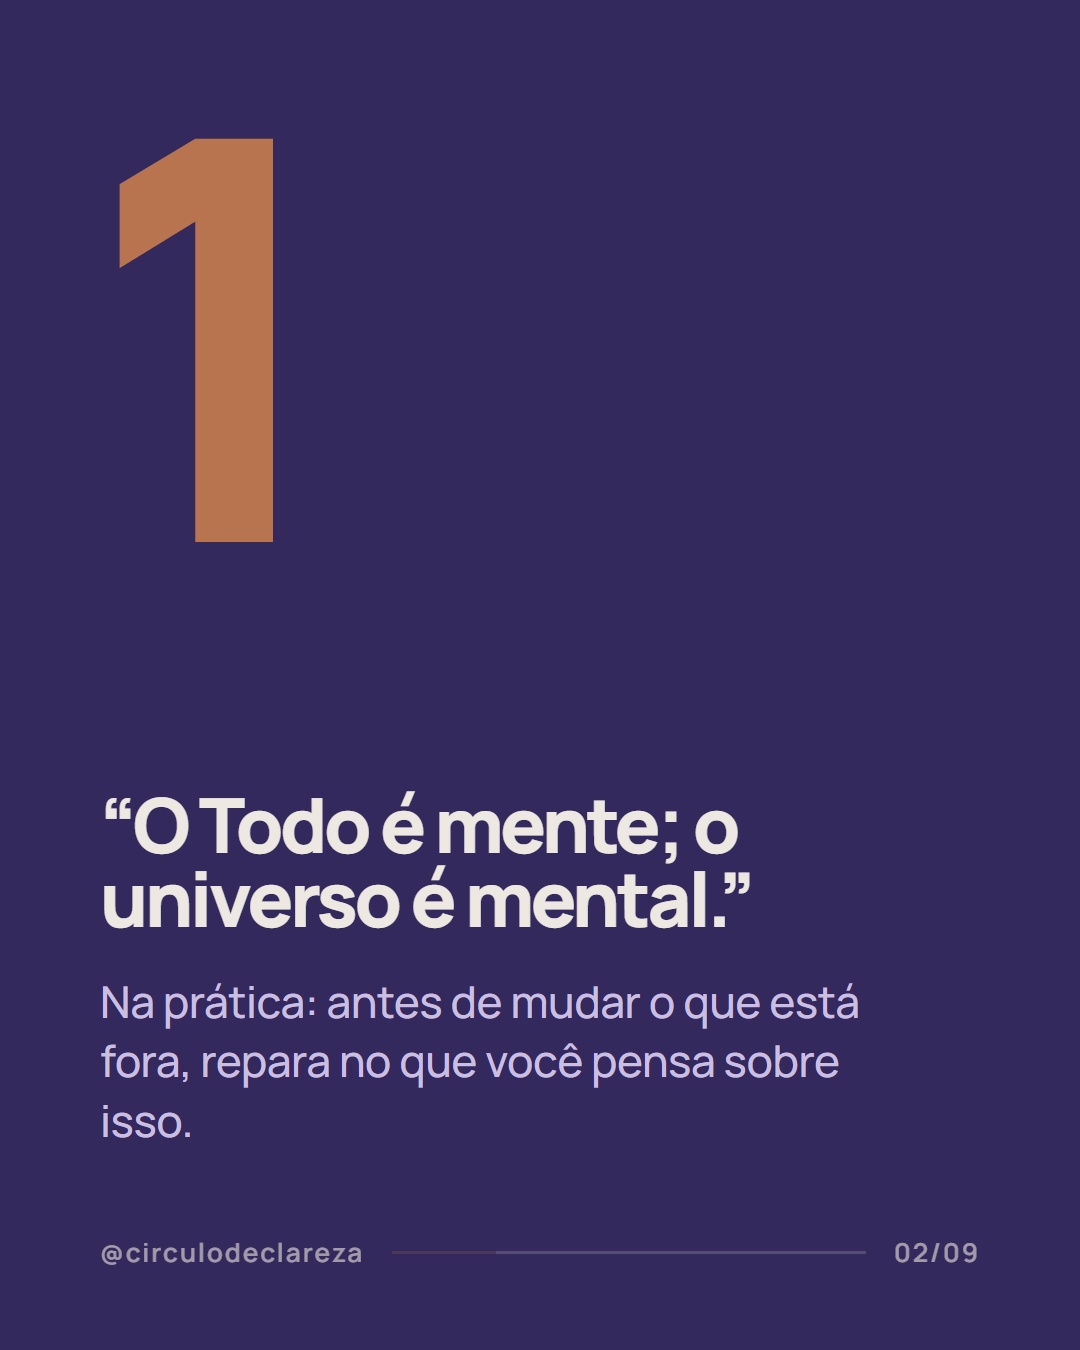 1
“O Todo é mente; o
universo é mental.”
Na prática: antes de mudar o que está
fora, repara no que você pensa sobre
isso.
@circulodeclareza 02/09